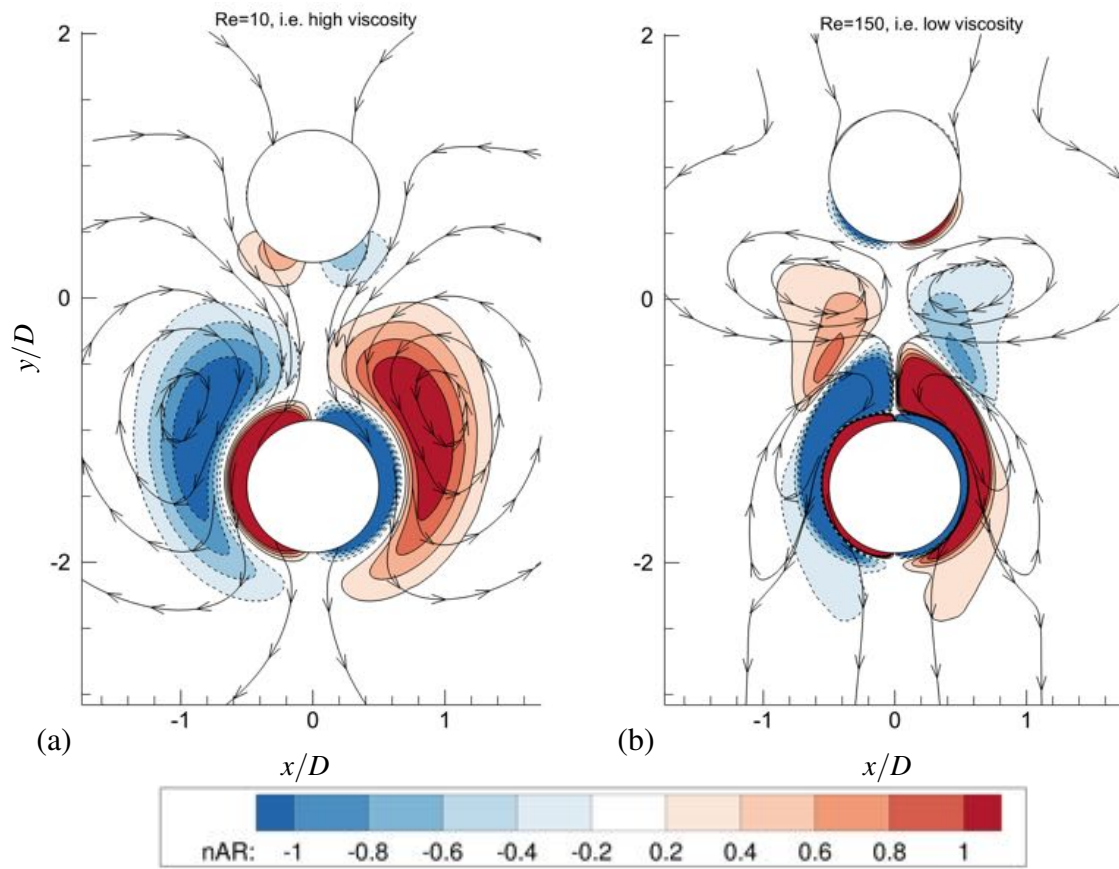 Re=10, i.e. high viscosity
Re=150, i.e. low viscosity
2
0
-2
y/D
-1 0 1
(a)
x/D
2
0
-2
-1 0 1
(b)
x/D
nAR: -1 -0.8 -0.6 -0.4 -0.2 0.2 0.4 0.6 0.8 1